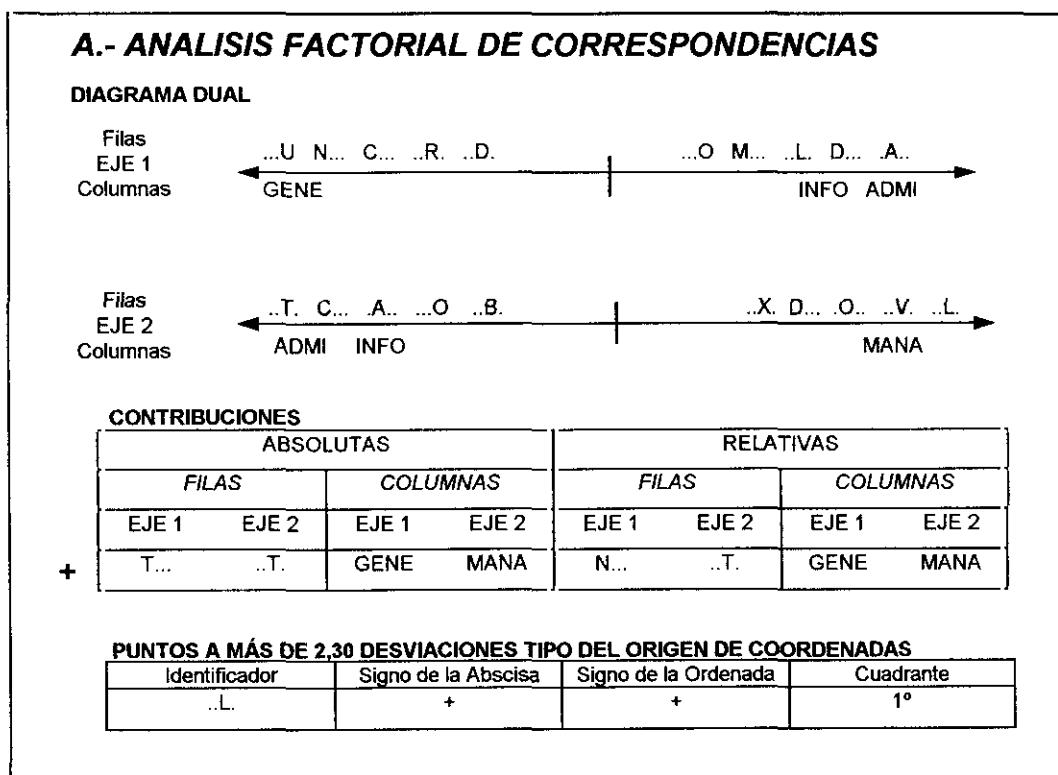 A.- ANALISIS FACTORIAL DE CORRESPONDENCIAS
DIAGRAMA DUAL
Filas
EJE 1
Columnas
...U N... C... ..R. ..D. ...O M... ..L. D... .A..
GENE INFO ADMI
Filas
EJE 2
Columnas
..T. C... .A.. ...O ..B. ..X. D... .O.. ..V. ..L.
ADMI INFO MANA
CONTRIBUCIONES
ABSOLUTAS RELATIVAS
FILAS COLUMNAS FILAS COLUMNAS
EJE 1 EJE 2 EJE 1 EJE 2 EJE 1 EJE 2 EJE 1 EJE 2
+ T... ..T. GENE MANA N... ..T. GENE MANA
PUNTOS A MÁS DE 2,30 DESVIACIONES TIPO DEL ORIGEN DE COORDENADAS
Identificador Signo de la Abscisa Signo de la Ordenada Cuadrante
..L. + + 1º